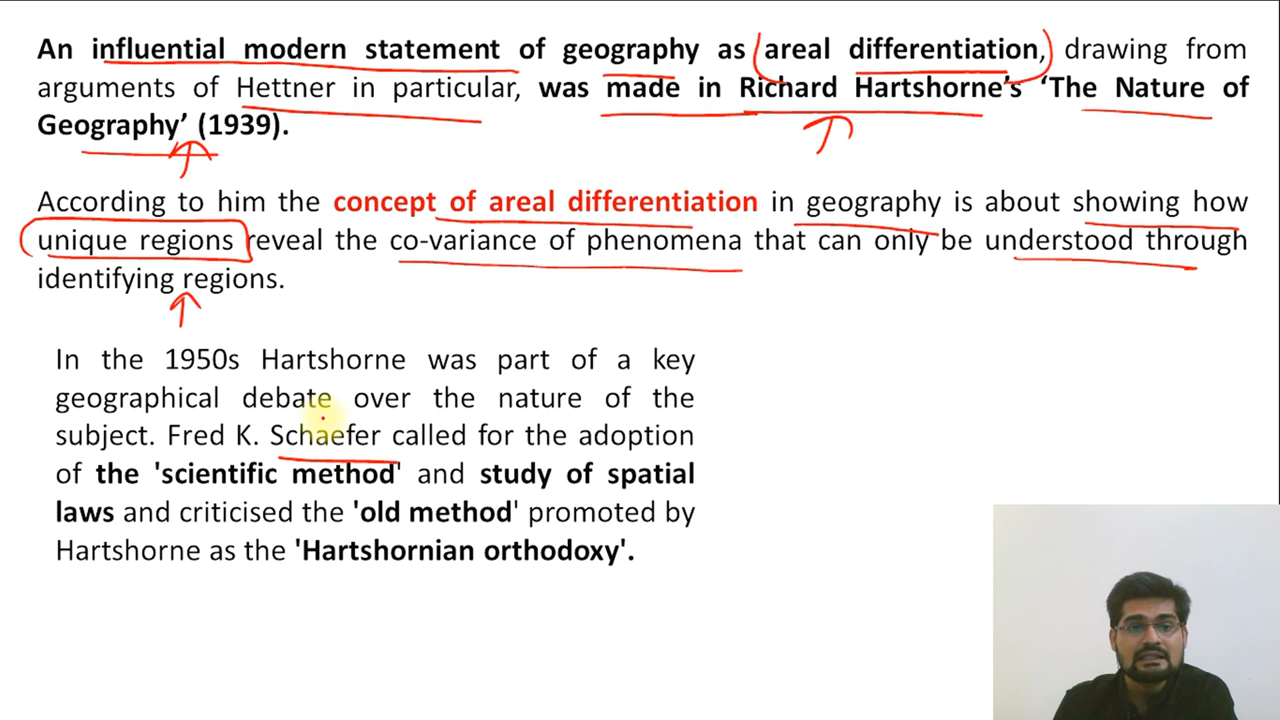 An influential modern statement of geography as areal differentiation, drawing from
arguments of Hettner in particular, was made in Richard Hartshorne's 'The Nature of
Geography' (1939).
According to him the concept of areal differentiation in geography is about showing how
unique regions reveal the co-variance of phenomena that can only be understood through
identifying regions.
In the 1950s Hartshorne was part of a key
geographical debate over the nature of the
subject. Fred K. Schaefer called for the adoption
of the 'scientific method' and study of spatial
laws and criticised the 'old method' promoted by
Hartshorne as the 'Hartshornian orthodoxy'.